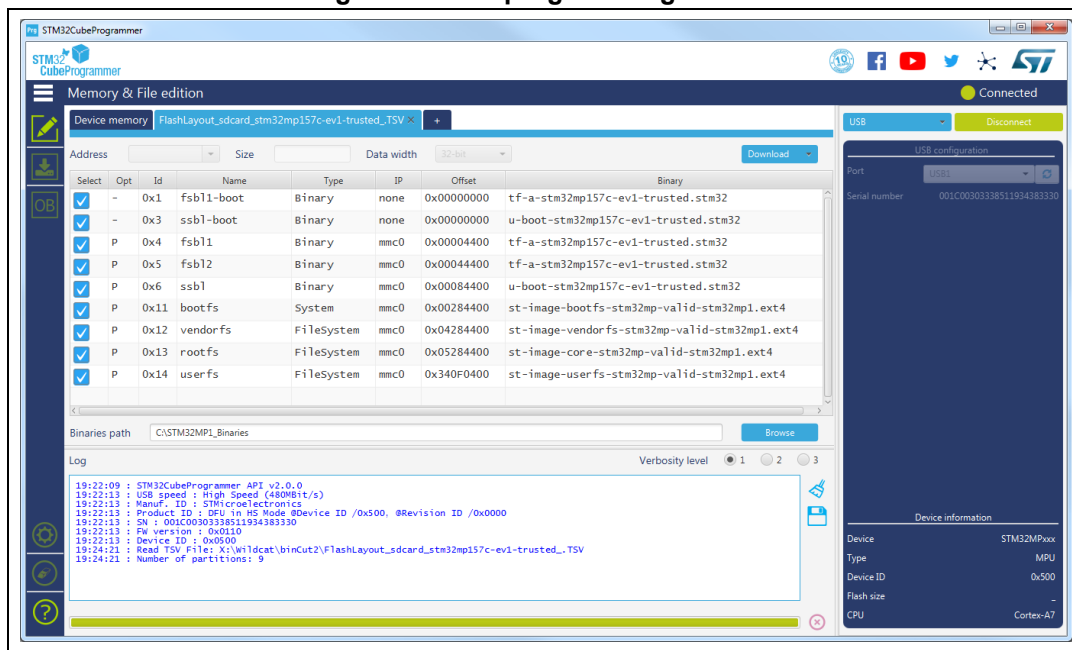 STM32CubeProgrammer
STM32
CubeProgrammer
Memory & File edition
Connected
Device memory
FlashLayout_sdcard_stm32mp157c-ev1-trusted_.TSV
+
USB
Disconnect
Address Size Data width 32-bit Download
USB configuration
Port USB1
Serial number 001C00303338511934383330
Select Opt Id Name Type IP Offset Binary
- 0x1 fsbl1-boot Binary none 0x00000000 tf-a-stm32mp157c-ev1-trusted.stm32
- 0x3 ssbl-boot Binary none 0x00000000 u-boot-stm32mp157c-ev1-trusted.stm32
P 0x4 fsbl1 Binary mmc0 0x00004400 tf-a-stm32mp157c-ev1-trusted.stm32
P 0x5 fsbl2 Binary mmc0 0x00044400 tf-a-stm32mp157c-ev1-trusted.stm32
P 0x6 ssbl Binary mmc0 0x00084400 u-boot-stm32mp157c-ev1-trusted.stm32
P 0x11 bootfs System mmc0 0x00284400 st-image-bootfs-stm32mp-valid-stm32mp1.ext4
P 0x12 vendorfs FileSystem mmc0 0x04284400 st-image-vendorfs-stm32mp-valid-stm32mp1.ext4
P 0x13 rootfs FileSystem mmc0 0x05284400 st-image-core-stm32mp-valid-stm32mp1.ext4
P 0x14 userfs FileSystem mmc0 0x340F0400 st-image-userfs-stm32mp-valid-stm32mp1.ext4
OB
Binaries path C:\STM32MP1_Binaries Browse
Log Verbosity level 1 2 3
19:22:09 : STM32CubeProgrammer API v2.0.0
19:22:13 : USB speed : High Speed (480MBit/s)
19:22:13 : Manuf. ID : STMicroelectronics
19:22:13 : Product ID : DFU in HS Mode @Device ID /0x500, @Revision ID /0x0000
19:22:13 : SN : 001C00303338511934383330
19:22:13 : FW version : 0x0110
19:22:13 : Device ID : 0x0500
19:24:21 : Read TSV File: X:\Wildcat\binCut2\FlashLayout_sdcard_stm32mp157c-ev1-trusted_.TSV
19:24:21 : Number of partitions: 9
Device information
Device STM32MPxxx
Type MPU
Device ID 0x500
Flash size _
CPU Cortex-A7